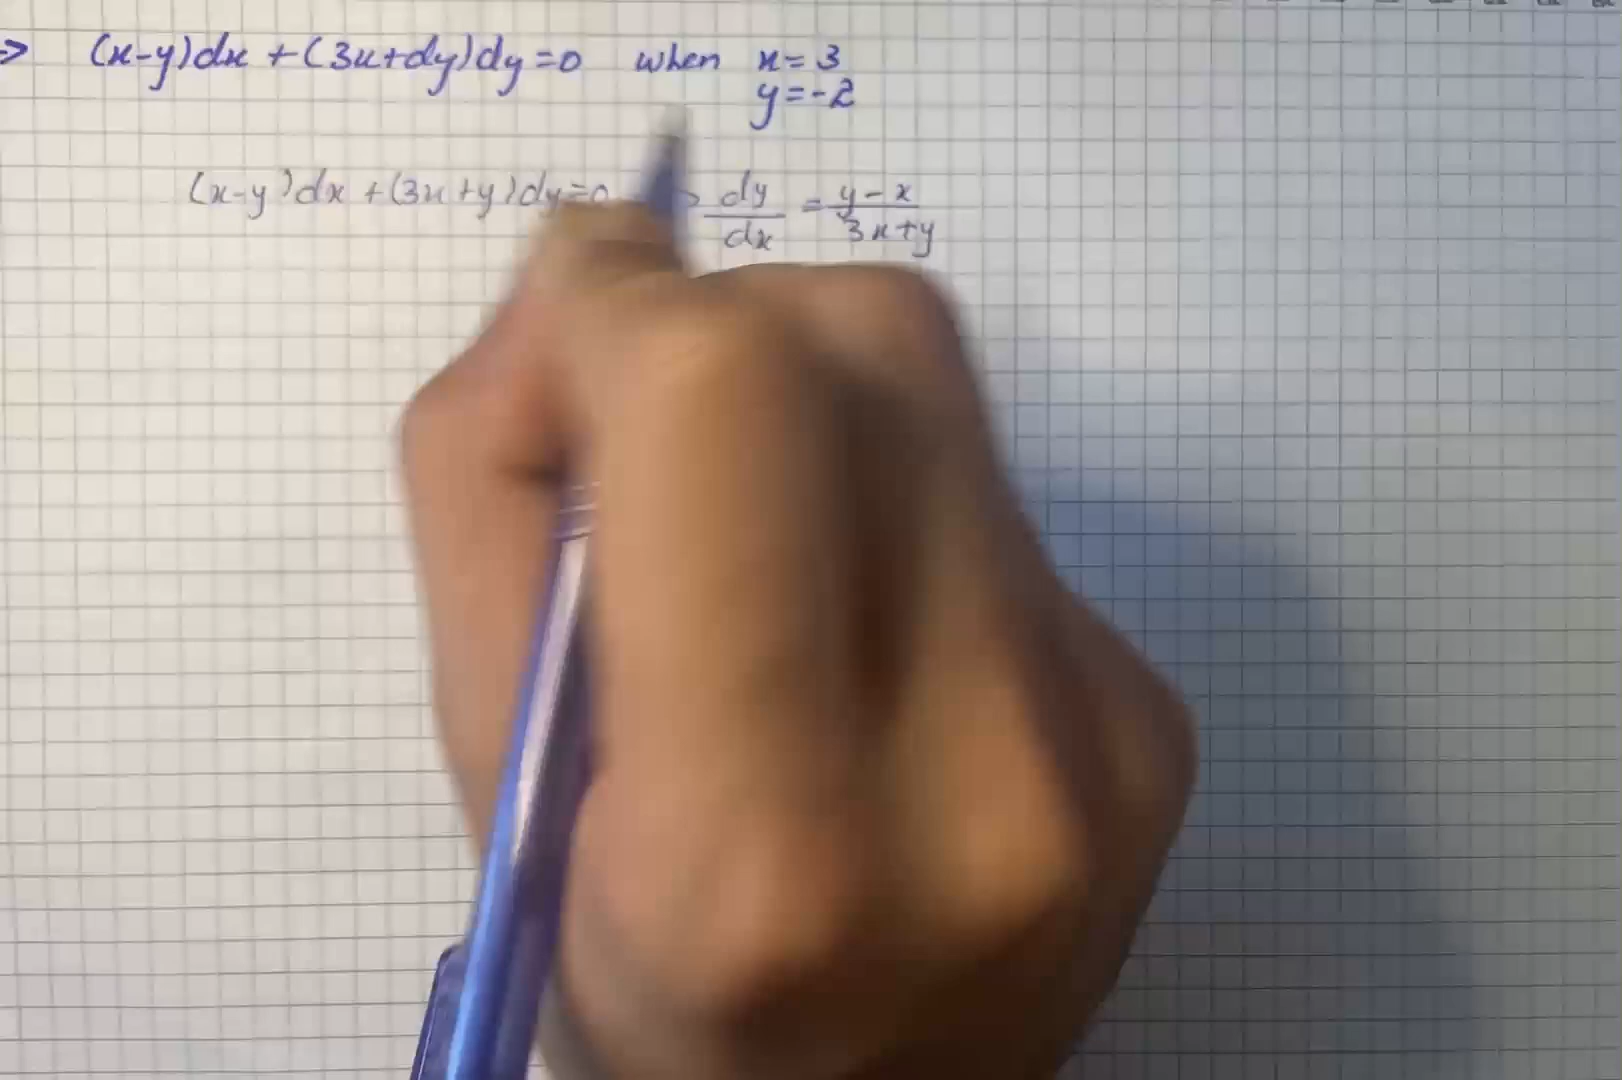 => (x-y)dx + (3x+dy)dy=0 when x = 3
y = -2
(x-y)dx + (3x+y)dy=0 dy/dx = y-x/3x+y